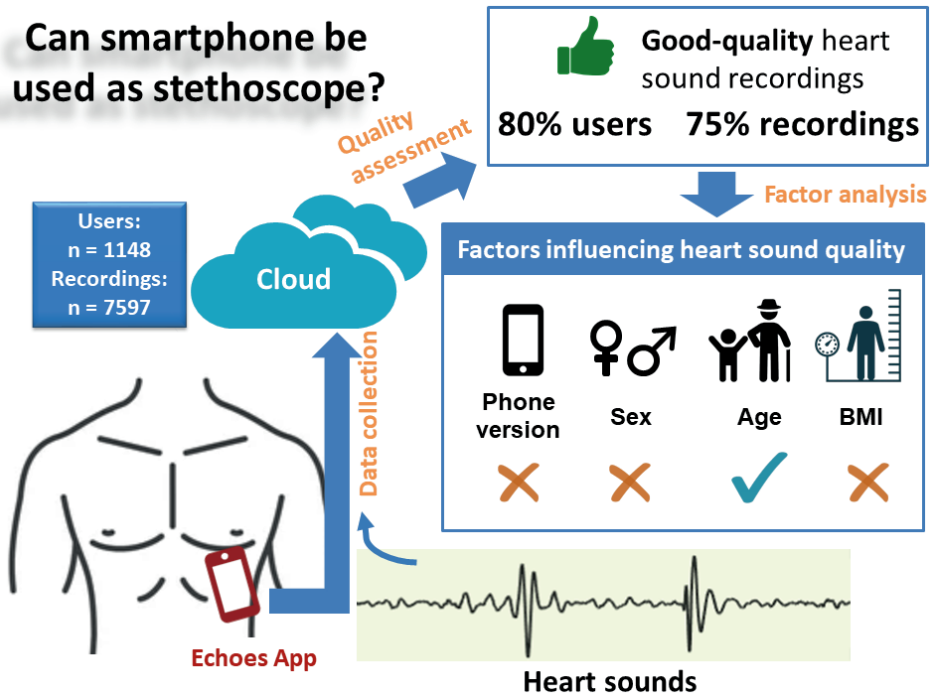 Can smartphone be
used as stethoscope?
Good-quality heart
sound recordings
80% users 75% recordings
Quality
assessment
Factor analysis
Users:
n = 1148
Recordings:
n = 7597
Cloud
Factors influencing heart sound quality
Phone
version
Sex
Age
BMI
Data collection
Echoes App
Heart sounds